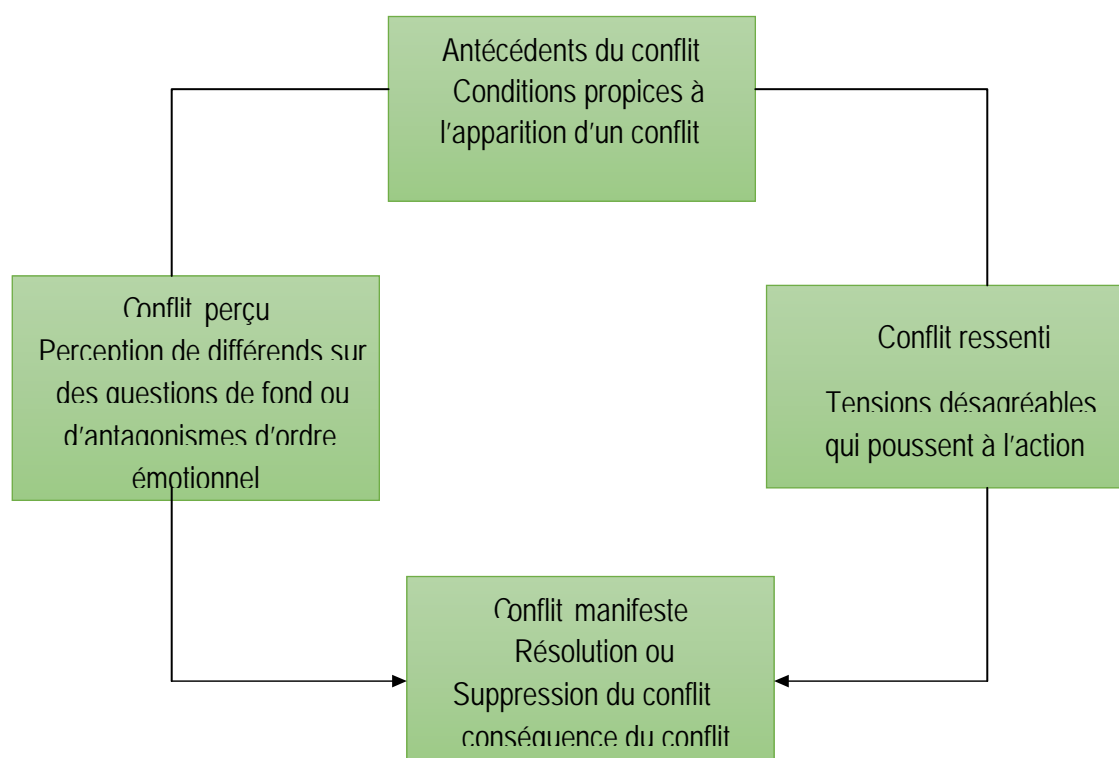 Antécédents du conflit
Conditions propices à
l'apparition d'un conflit
Conflit perçu
Perception de différends sur
des questions de fond ou
d'antagonismes d'ordre
émotionnel
Conflit ressenti
Tensions désagréables
qui poussent à l'action
Conflit manifeste
Résolution ou
Suppression du conflit
conséquence du conflit